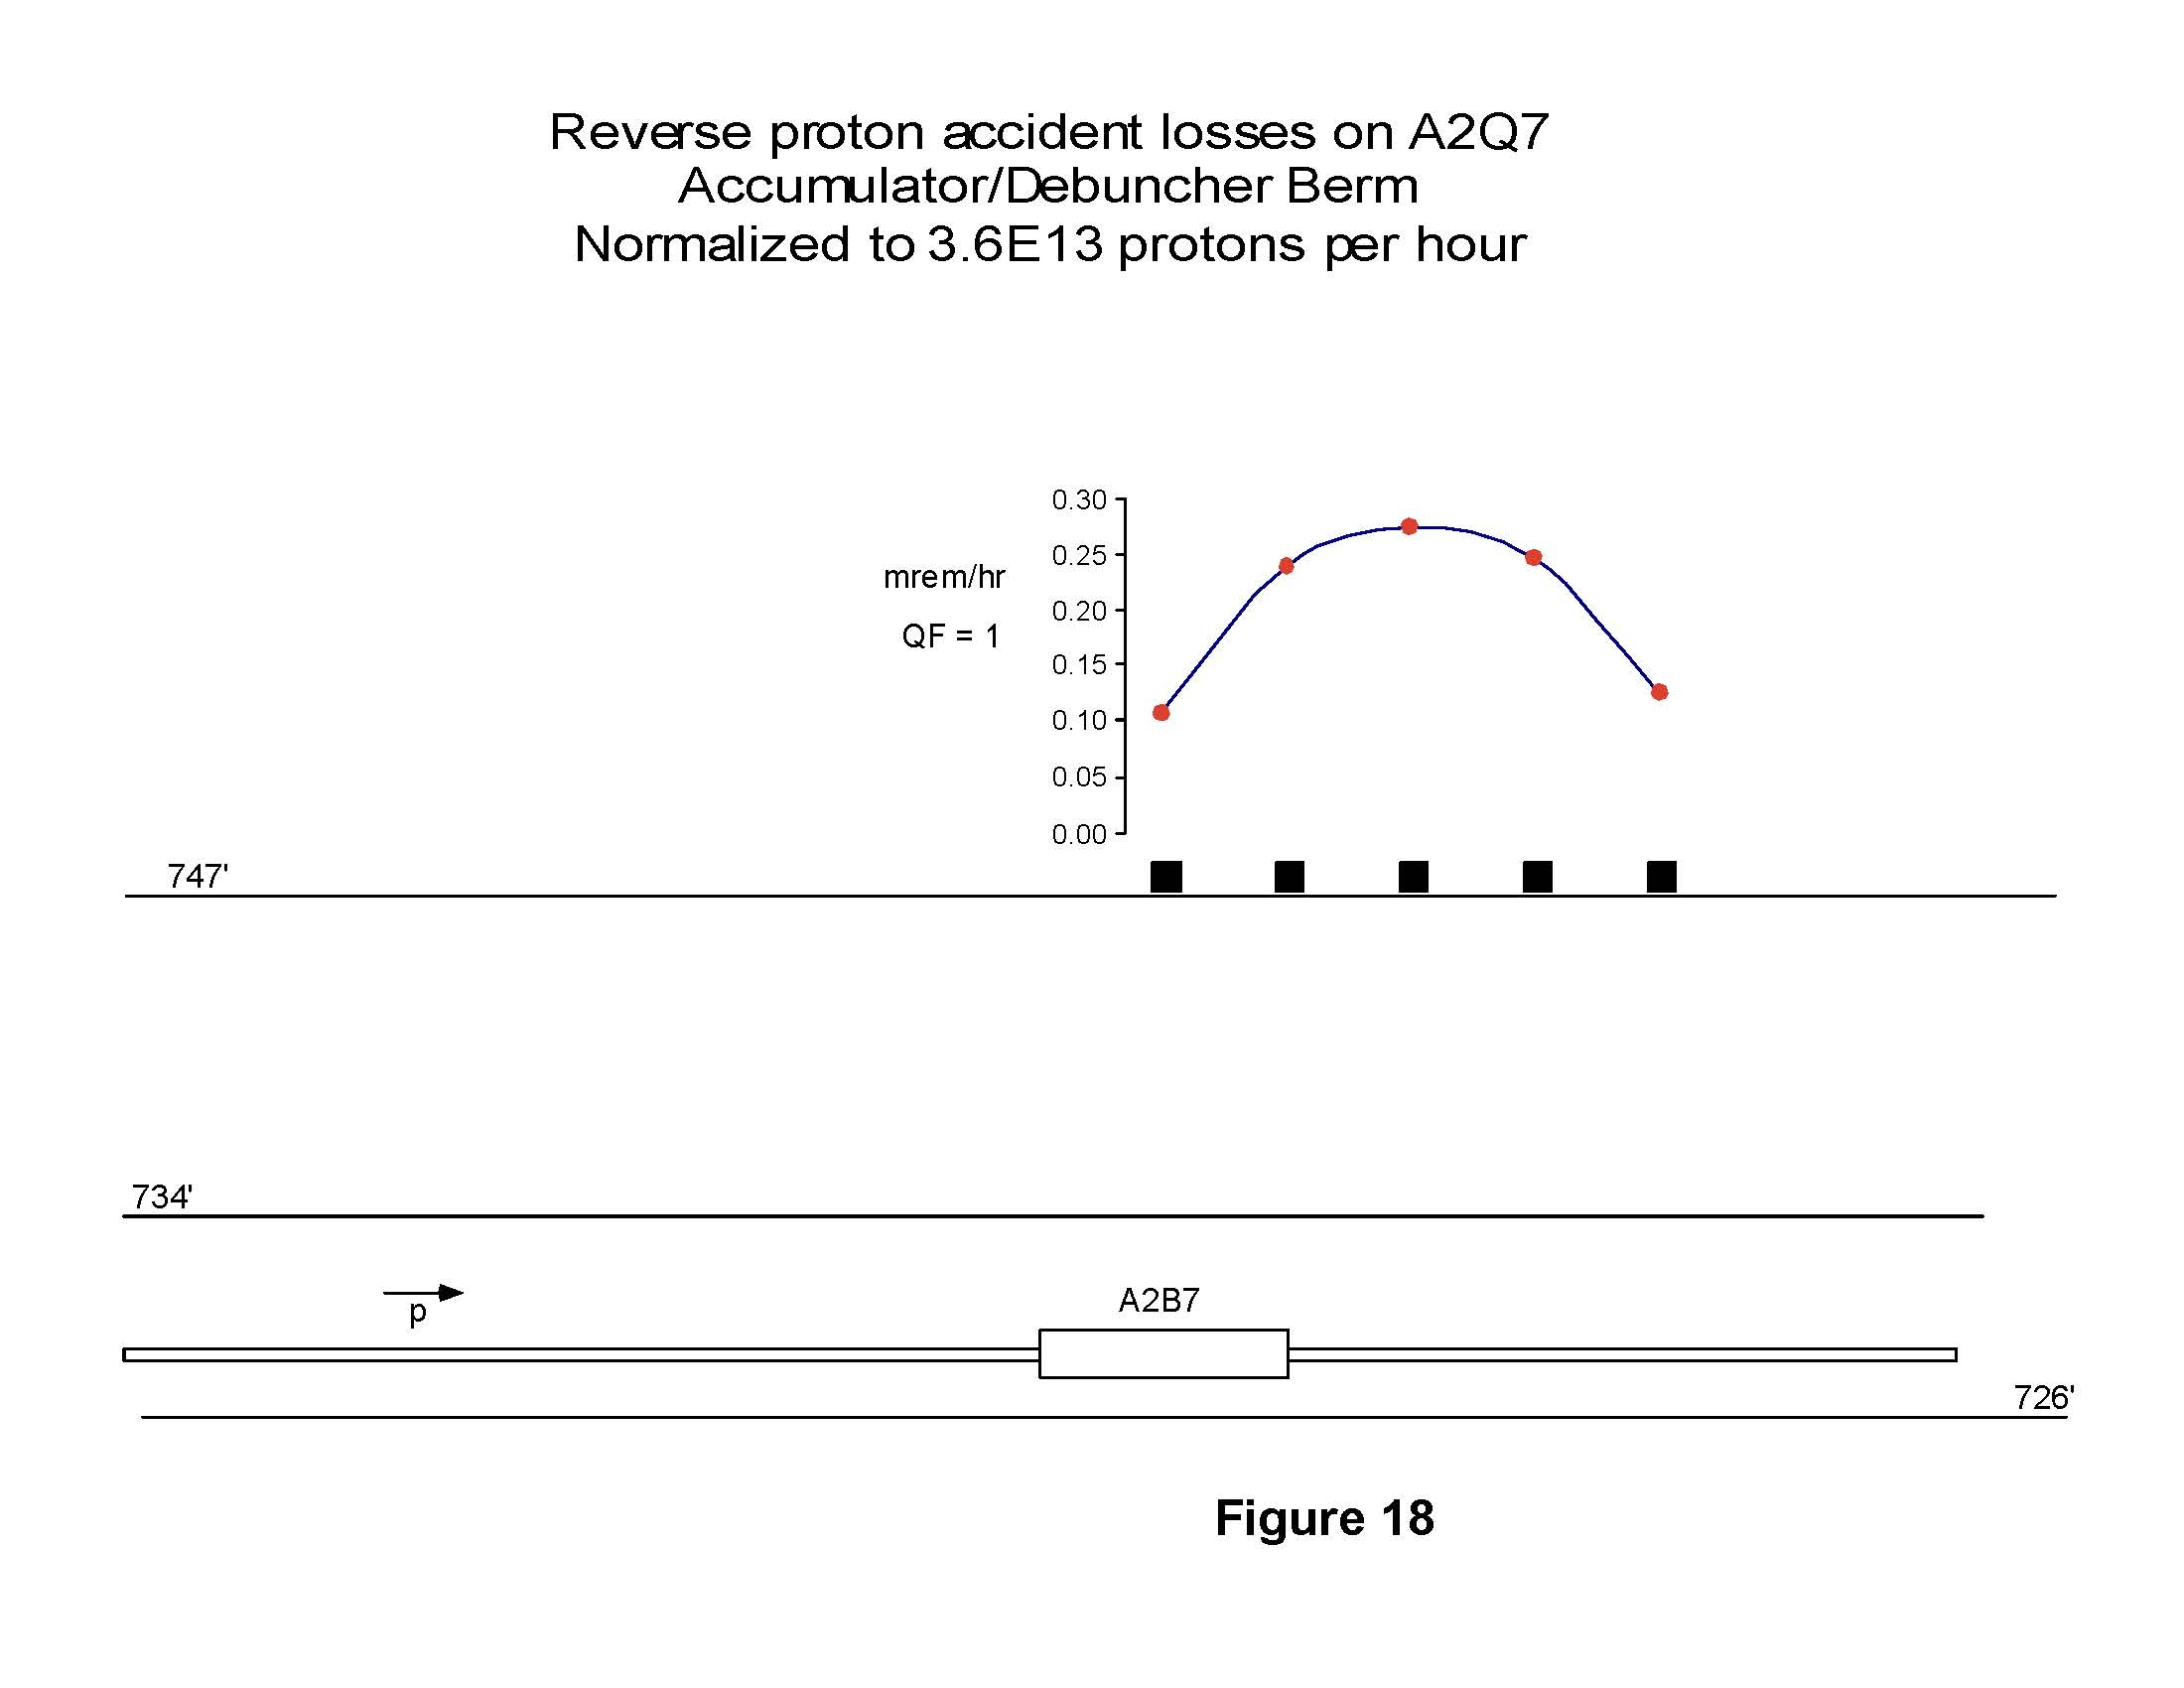 Reverse proton accident losses on A2Q7
Accumulator/Debuncher Berm
Normalized to 3.6E13 protons per hour
0.30
0.25
mrem/hr
0.20
QF = 1
0.15
0.10
0.05
0.00
747'
734'
p
A2B7
726'
Figure 18